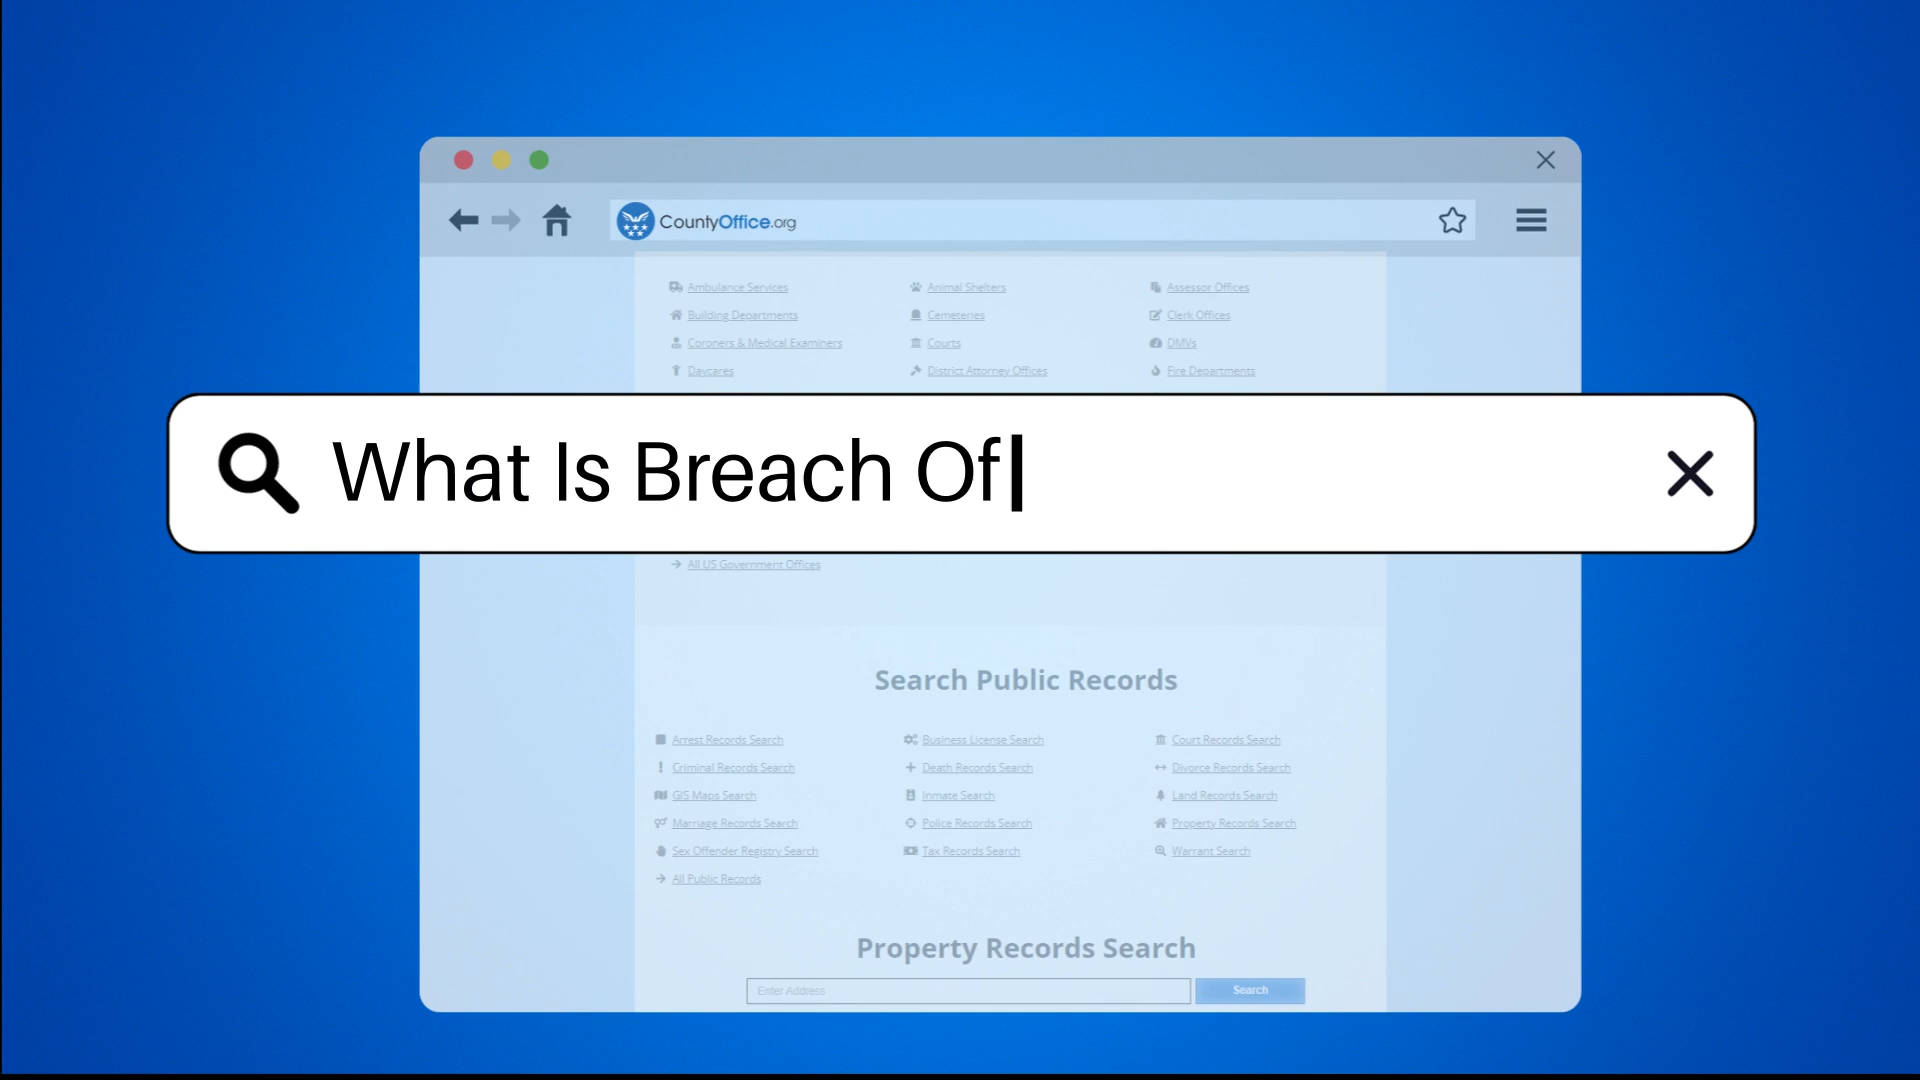 CountyOffice.org
Ambulance Services Animal Shelters Assessor Offices
Building Departments Cemeteries Clerk Offices
Coroners & Medical Examiners Courts DMVs
Daycares District Attorney Offices Fire Departments
What Is Breach Of
All US Government Offices
Search Public Records
Arrest Records Search Business License Search Court Records Search
Criminal Records Search Death Records Search Divorce Records Search
GIS Maps Search Inmate Search Land Records Search
Marriage Records Search Police Records Search Property Records Search
Sex Offender Registry Search Tax Records Search Warrant Search
All Public Records
Property Records Search
Enter Address Search